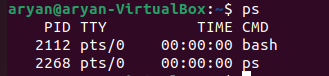 aryan@aryan-VirtualBox:~$ ps
    PID TTY          TIME CMD
   2112 pts/0    00:00:00 bash
   2268 pts/0    00:00:00 ps